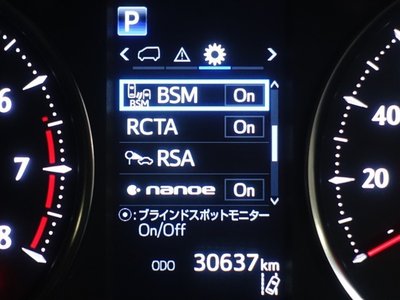 P
BSM BSM On
RCTA On
RSA
nanoe On
:ブラインドスポットモニター
On/Off
ODO 30637 km
6
7
8
40
20